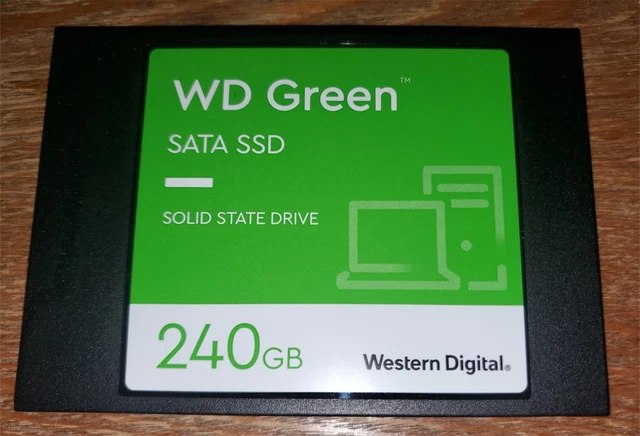 WD Green™
SATA SSD
SOLID STATE DRIVE
240GB
Western Digital®